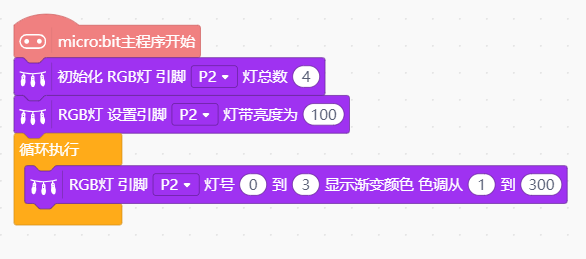 micro:bit主程序开始
初始化 RGB灯 引脚 P2 灯总数 4
RGB灯 设置引脚 P2 灯带亮度为 100
循环执行
RGB灯 引脚 P2 灯号 0 到 3 显示渐变颜色 色调从 1 到 300